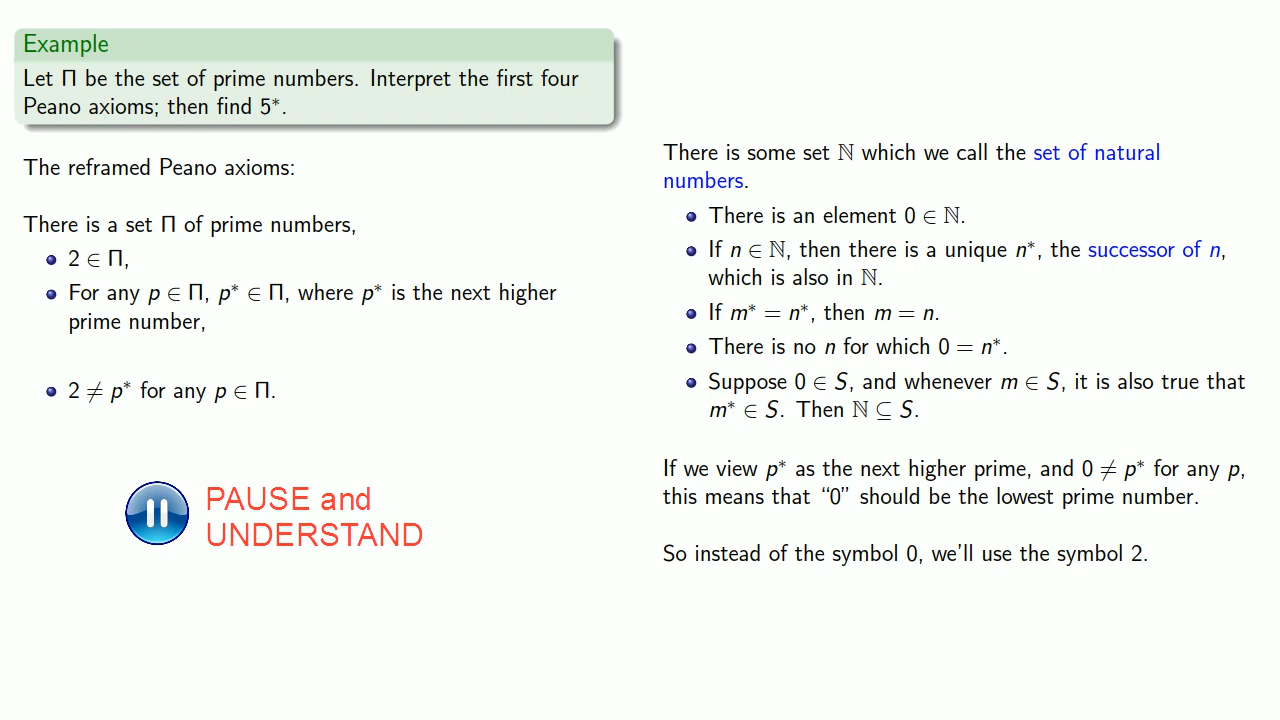 Example
Let Π be the set of prime numbers. Interpret the first four
Peano axioms; then find 5*.
The reframed Peano axioms:
There is a set Π of prime numbers,
2 ∈ Π,
For any p ∈ Π, p* ∈ Π, where p* is the next higher
prime number,
2 ≠ p* for any p ∈ Π.
PAUSE and
UNDERSTAND
There is some set ℕ which we call the set of natural
numbers.
There is an element 0 ∈ ℕ.
If n ∈ ℕ, then there is a unique n*, the successor of n,
which is also in ℕ.
If m* = n*, then m = n.
There is no n for which 0 = n*.
Suppose 0 ∈ S, and whenever m ∈ S, it is also true that
m* ∈ S. Then ℕ ⊆ S.
If we view p* as the next higher prime, and 0 ≠ p* for any p,
this means that “0” should be the lowest prime number.
So instead of the symbol 0, we'll use the symbol 2.